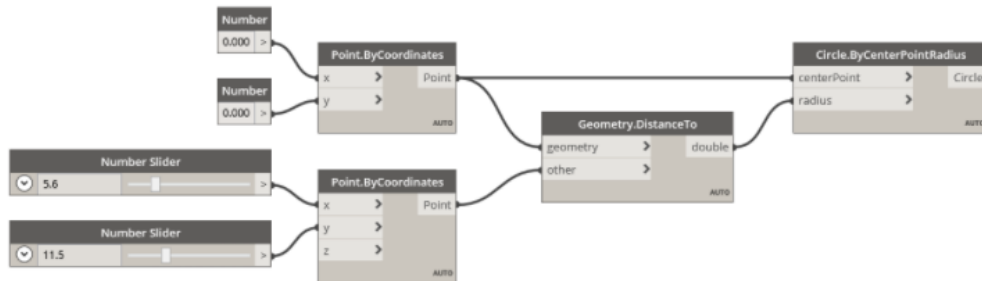 Number
0.000 >
Number
0.000 >
Point.ByCoordinates
x > Point
y >
AUTO
Circle.ByCenterPointRadius
centerPoint > Circle
radius >
AUTO
Geometry.DistanceTo
geometry > double
other >
AUTO
Number Slider
5.6 >
Number Slider
11.5 >
Point.ByCoordinates
x > Point
y >
z >
AUTO